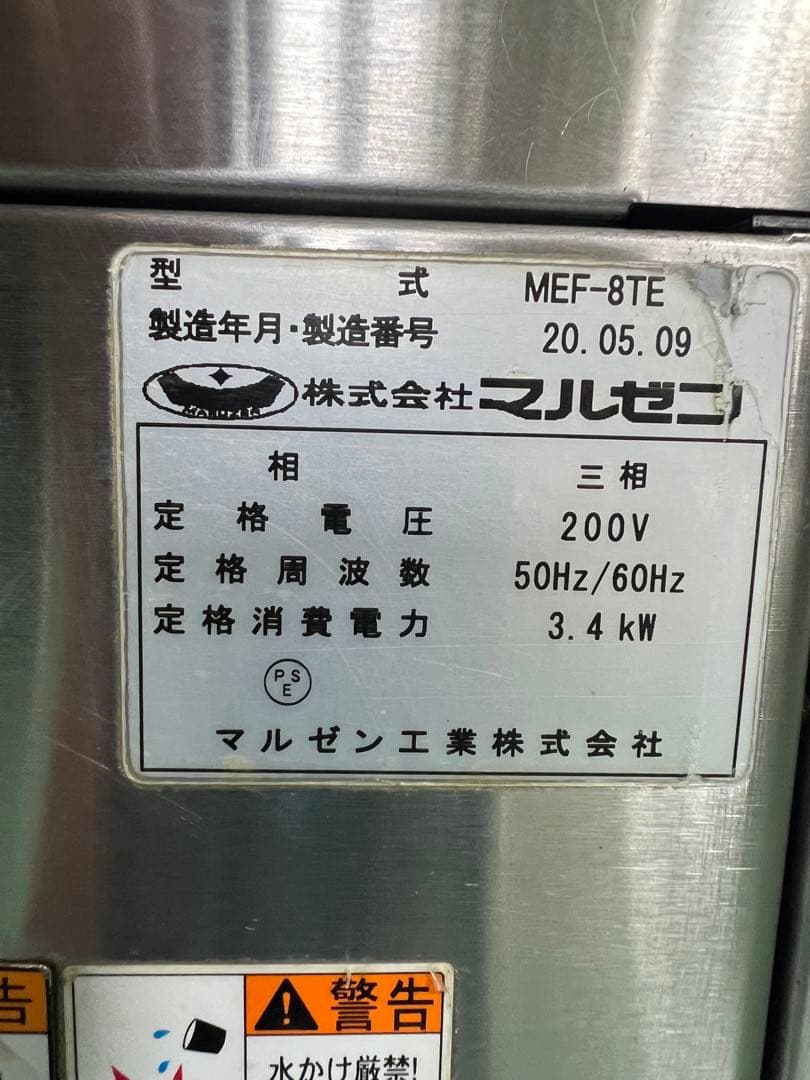 型 式 MEF-8TE
製造年月・製造番号 20.05.09
MARUZEN 株式会社マルゼン
相 三相
定格電圧 200V
定格周波数 50Hz/60Hz
定格消費電力 3.4kW
PSE
マルゼン工業株式会社
告
警告
水かけ厳禁!